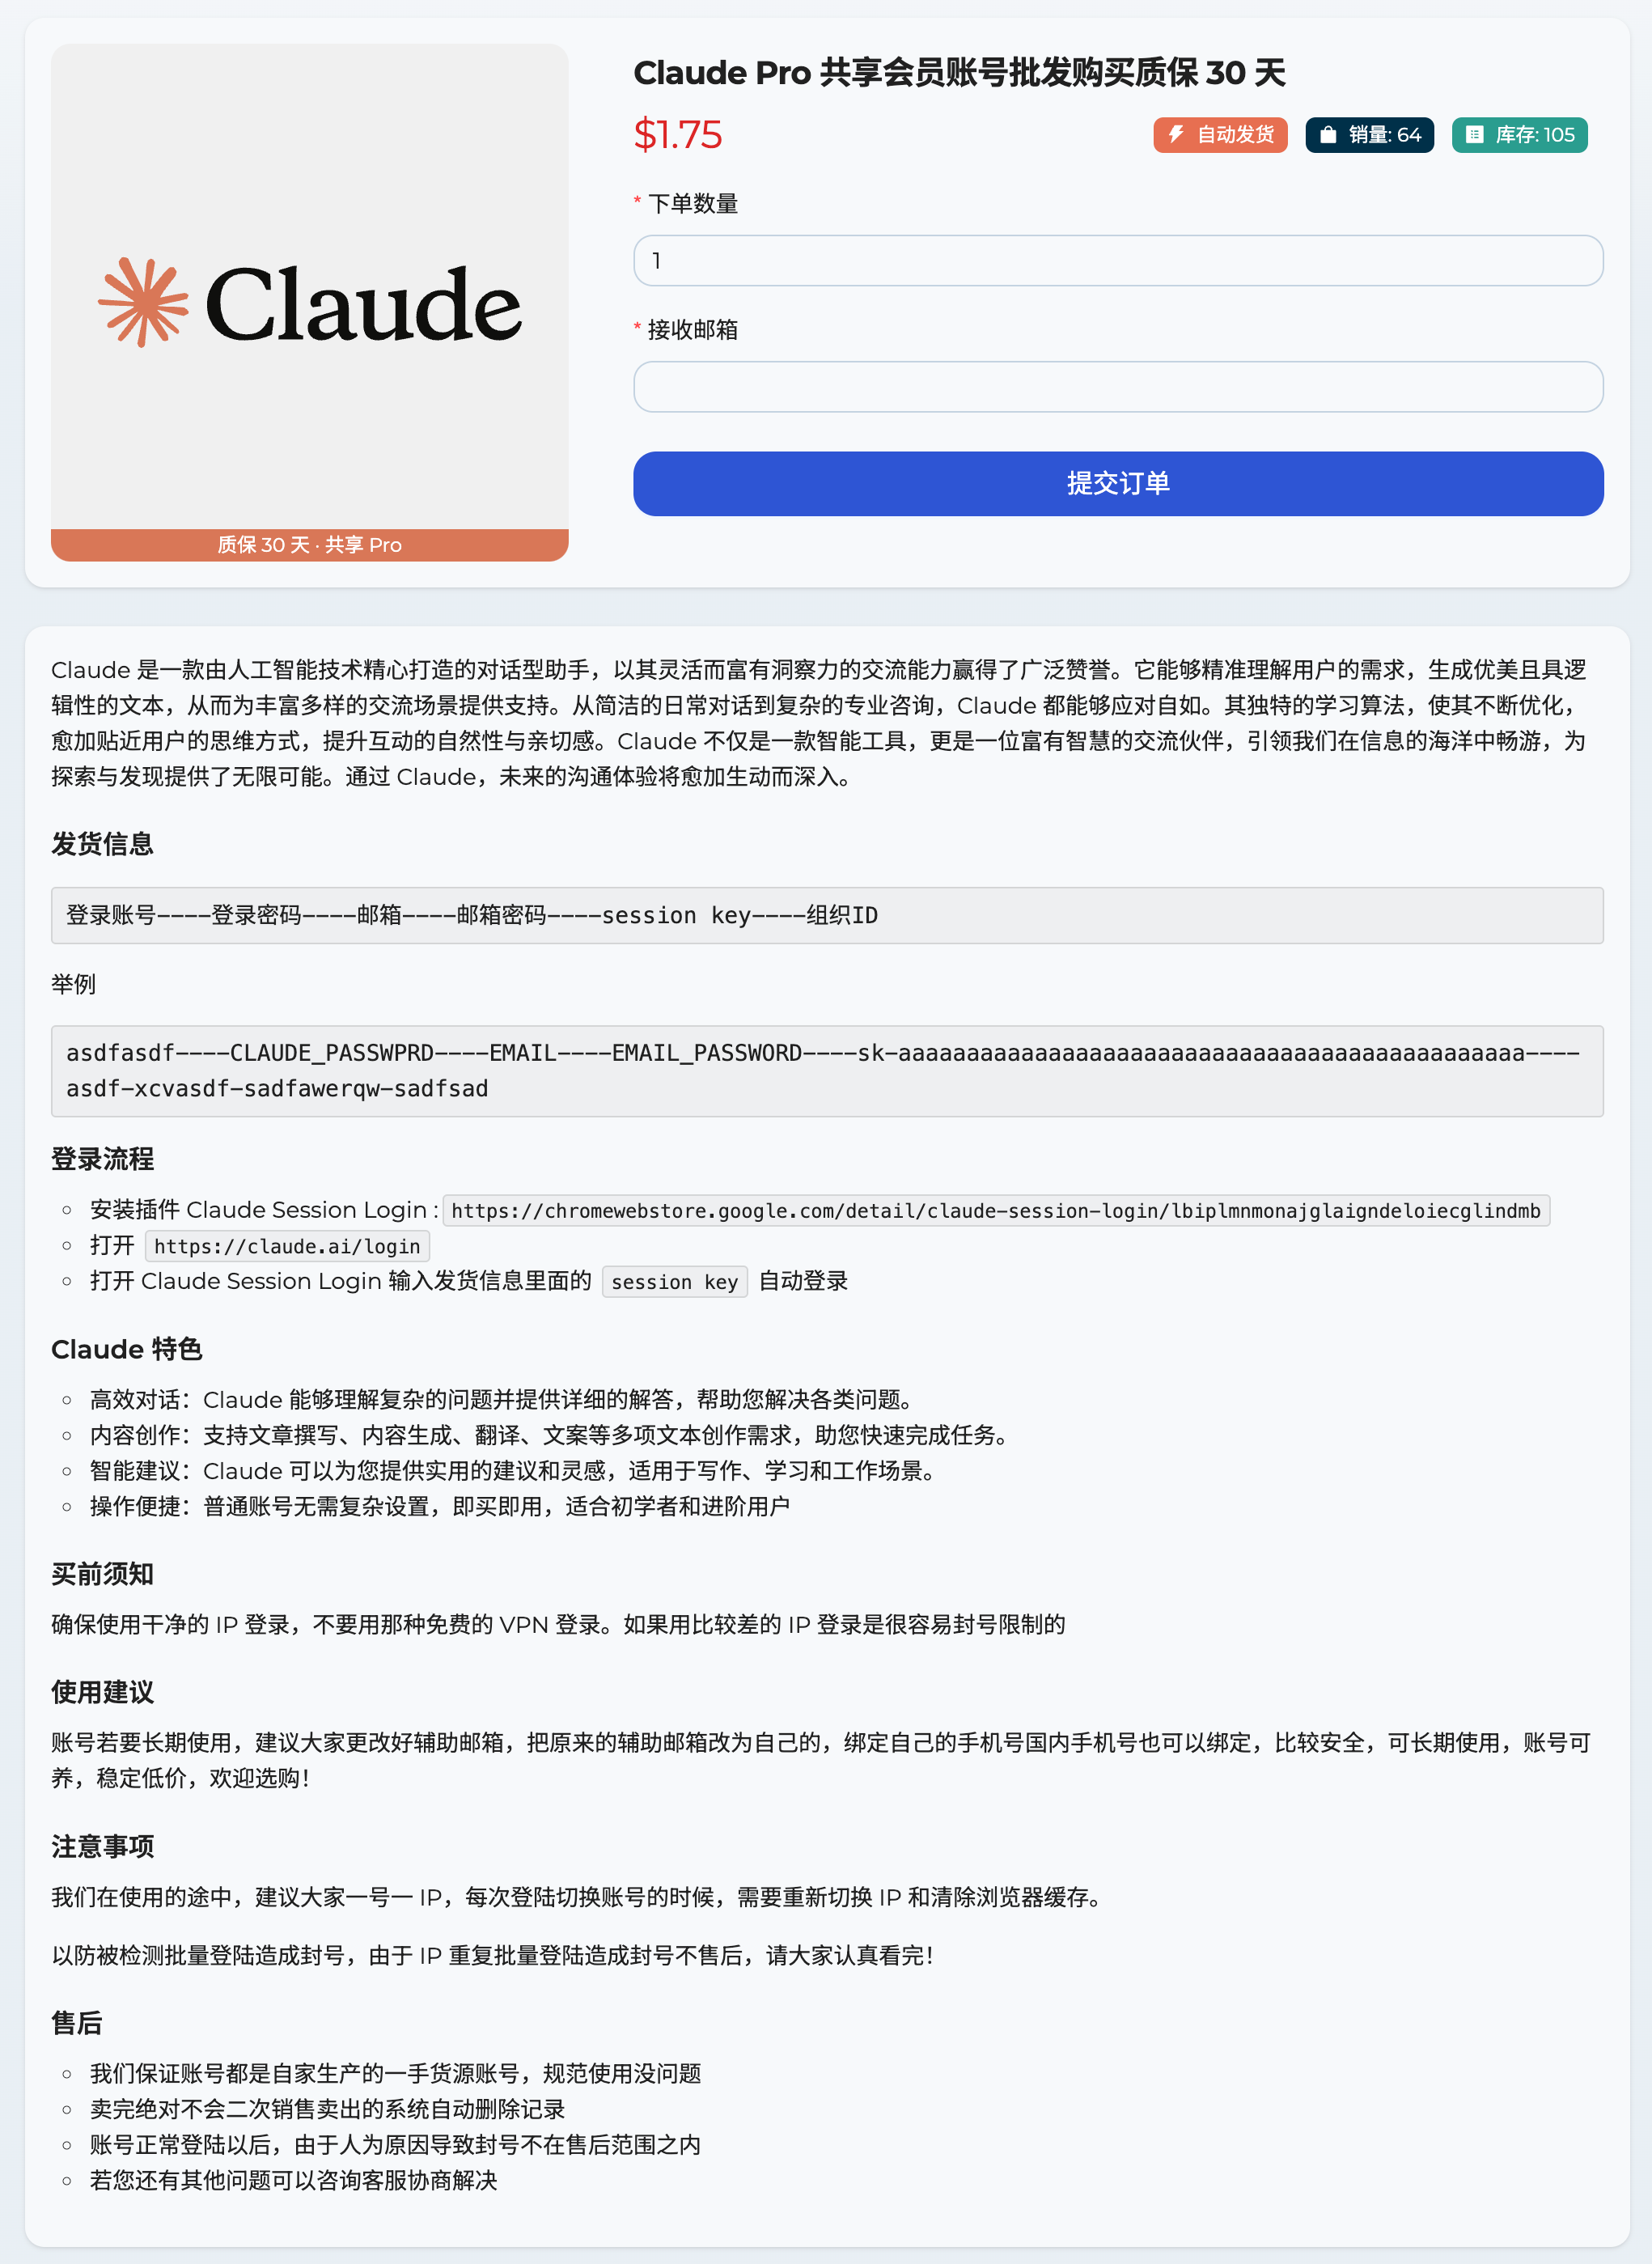 Claude
质保 30 天 · 共享 Pro
Claude Pro 共享会员账号批发购买质保 30 天
$1.75
自动发货
销量: 64
库存: 105
* 下单数量
1
* 接收邮箱
提交订单
Claude 是一款由人工智能技术精心打造的对话型助手，以其灵活而富有洞察力的交流能力赢得了广泛赞誉。它能够精准理解用户的需求，生成优美且具逻
辑性的文本，从而为丰富多样的交流场景提供支持。从简洁的日常对话到复杂的专业咨询，Claude 都能够应对自如。其独特的学习算法，使其不断优化，
愈加贴近用户的思维方式，提升互动的自然性与亲切感。Claude 不仅是一款智能工具，更是一位富有智慧的交流伙伴，引领我们在信息的海洋中畅游，为
探索与发现提供了无限可能。通过 Claude，未来的沟通体验将愈加生动而深入。
发货信息
登录账号----登录密码----邮箱----邮箱密码----session key----组织ID
举例
asdfasdf----CLAUDE_PASSWPRD----EMAIL----EMAIL_PASSWORD----sk-aaaaaaaaaaaaaaaaaaaaaaaaaaaaaaaaaaaaaaaaaaaaaa----
asdf-xcvasdf-sadfawerqw-sadfsad
登录流程
安装插件 Claude Session Login : https://chromewebstore.google.com/detail/claude-session-login/lbiplmnmonajglaigndeloiecglindmb
打开 https://claude.ai/login
打开 Claude Session Login 输入发货信息里面的 session key 自动登录
Claude 特色
高效对话：Claude 能够理解复杂的问题并提供详细的解答，帮助您解决各类问题。
内容创作：支持文章撰写、内容生成、翻译、文案等多项文本创作需求，助您快速完成任务。
智能建议：Claude 可以为您提供实用的建议和灵感，适用于写作、学习和工作场景。
操作便捷：普通账号无需复杂设置，即买即用，适合初学者和进阶用户
买前须知
确保使用干净的 IP 登录，不要用那种免费的 VPN 登录。如果用比较差的 IP 登录是很容易封号限制的
使用建议
账号若要长期使用，建议大家更改好辅助邮箱，把原来的辅助邮箱改为自己的，绑定自己的手机号国内手机号也可以绑定，比较安全，可长期使用，账号可
养，稳定低价，欢迎选购！
注意事项
我们在使用的途中，建议大家一号一 IP，每次登陆切换账号的时候，需要重新切换 IP 和清除浏览器缓存。
以防被检测批量登陆造成封号，由于 IP 重复批量登陆造成封号不售后，请大家认真看完！
售后
我们保证账号都是自家生产的一手货源账号，规范使用没问题
卖完绝对不会二次销售卖出的系统自动删除记录
账号正常登陆以后，由于人为原因导致封号不在售后范围之内
若您还有其他问题可以咨询客服协商解决